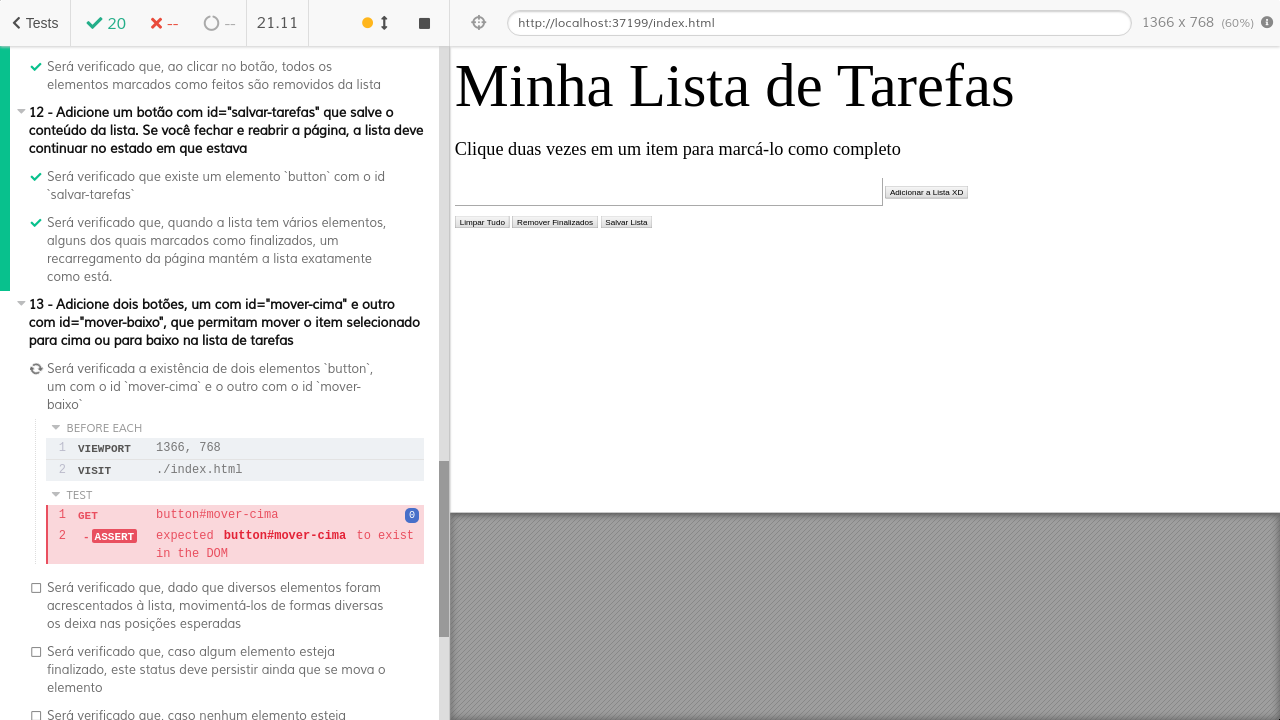 Tests 20 -- -- 21.11 http://localhost:37199/index.html 1366 x 768 (60%)
Será verificado que, ao clicar no botão, todos os
elementos marcados como feitos são removidos da lista
12 - Adicione um botão com id="salvar-tarefas" que salve o
conteúdo da lista. Se você fechar e reabrir a página, a lista deve
continuar no estado em que estava
Será verificado que existe um elemento `button` com o id
`salvar-tarefas`
Será verificado que, quando a lista tem vários elementos,
alguns dos quais marcados como finalizados, um
recarregamento da página mantém a lista exatamente
como está.
13 - Adicione dois botões, um com id="mover-cima" e outro
com id="mover-baixo", que permitam mover o item selecionado
para cima ou para baixo na lista de tarefas
Será verificada a existência de dois elementos `button`,
um com o id `mover-cima` e o outro com o id `mover-
baixo`
BEFORE EACH
1 VIEWPORT 1366, 768
2 VISIT ./index.html
TEST
1 GET button#mover-cima 0
2 - ASSERT expected button#mover-cima to exist
in the DOM
Será verificado que, dado que diversos elementos foram
acrescentados à lista, movimentá-los de formas diversas
os deixa nas posições esperadas
Será verificado que, caso algum elemento esteja
finalizado, este status deve persistir ainda que se mova o
elemento
Será verificado que, caso nenhum elemento esteja
Minha Lista de Tarefas
Clique duas vezes em um item para marcá-lo como completo
Adicionar a Lista XD
Limpar Tudo Remover Finalizados Salvar Lista